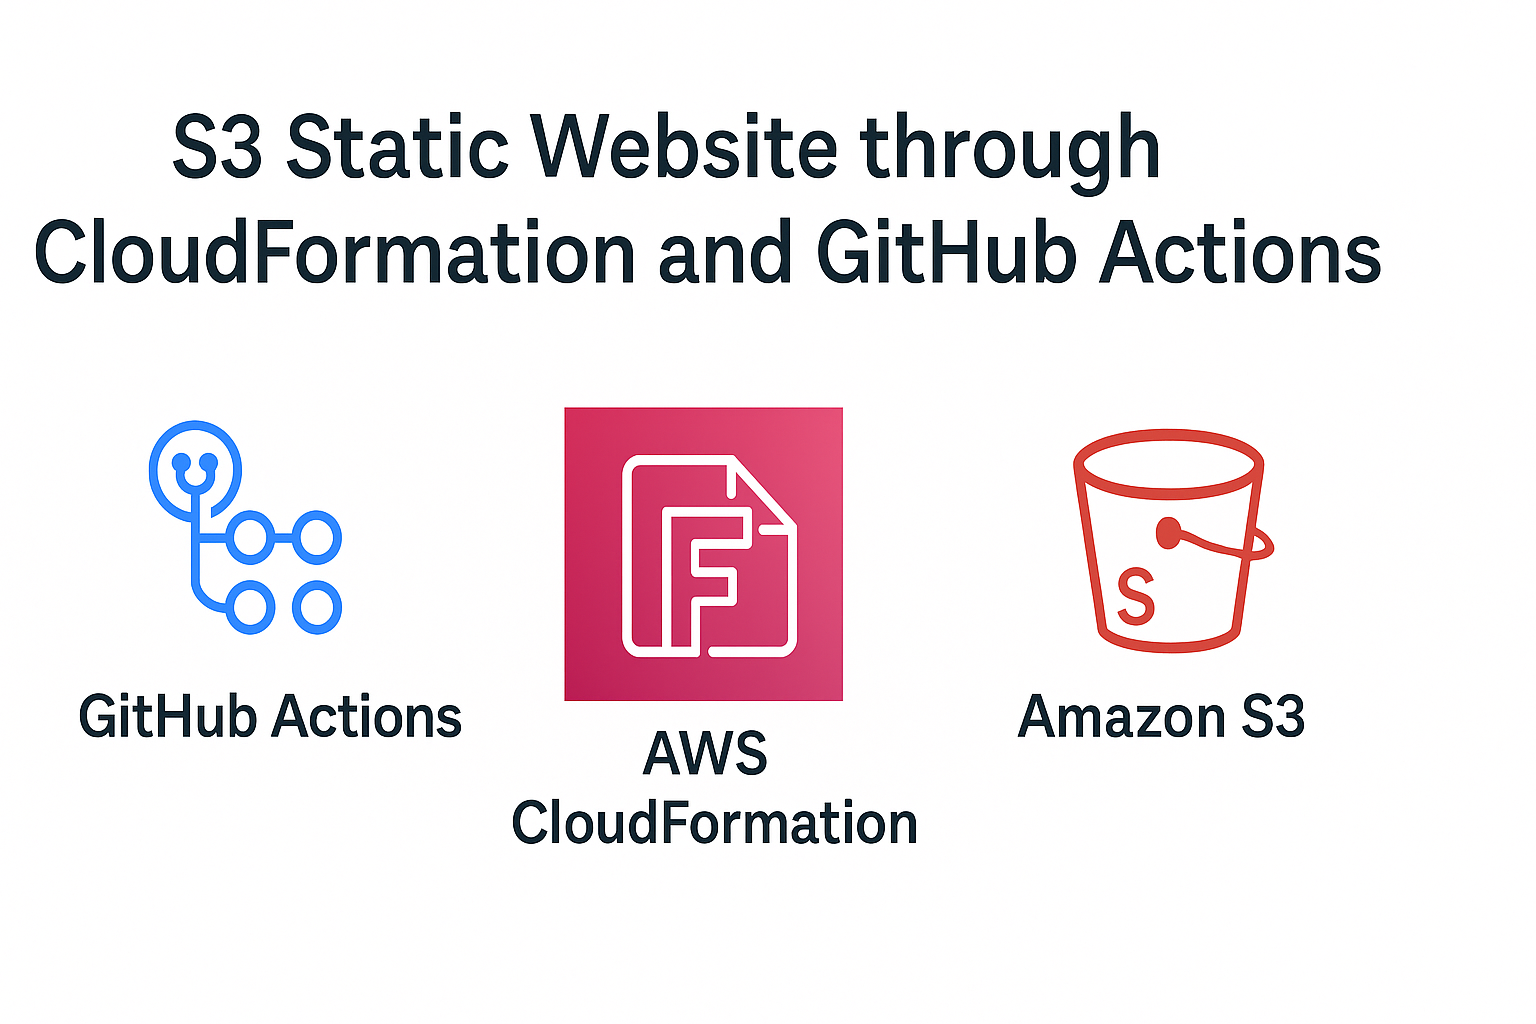 S3 Static Website through
CloudFormation and GitHub Actions
F
S
GitHub Actions
AWS
CloudFormation
Amazon S3